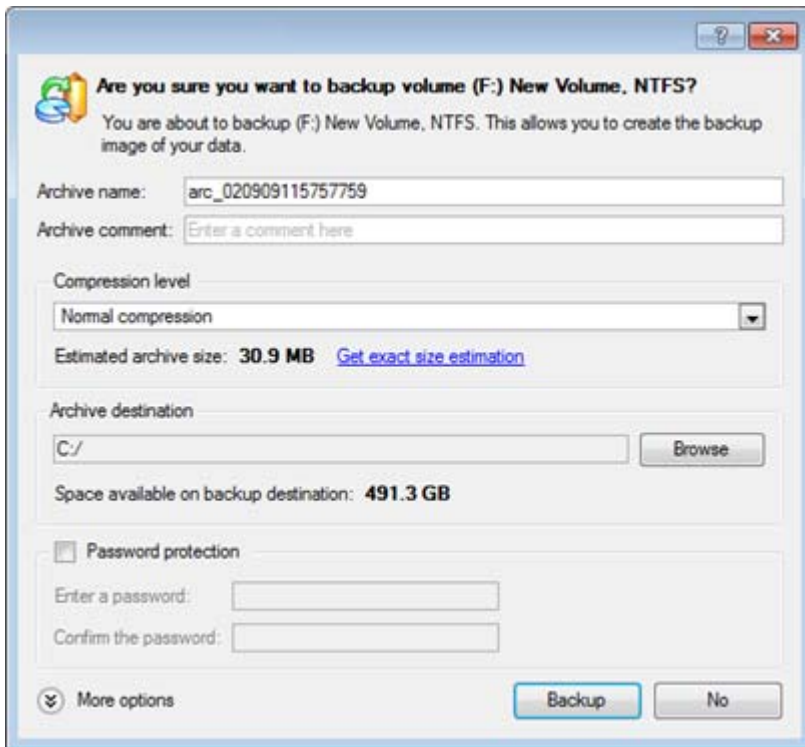 Are you sure you want to backup volume (F:) New Volume, NTFS?
You are about to backup (F:) New Volume, NTFS. This allows you to create the backup
image of your data.
Archive name: arc_020909115757759
Archive comment: Enter a comment here
Compression level
Normal compression
Estimated archive size: 30.9 MB Get exact size estimation
Archive destination
C:/ Browse
Space available on backup destination: 491.3 GB
Password protection
Enter a password:
Confirm the password:
More options Backup No